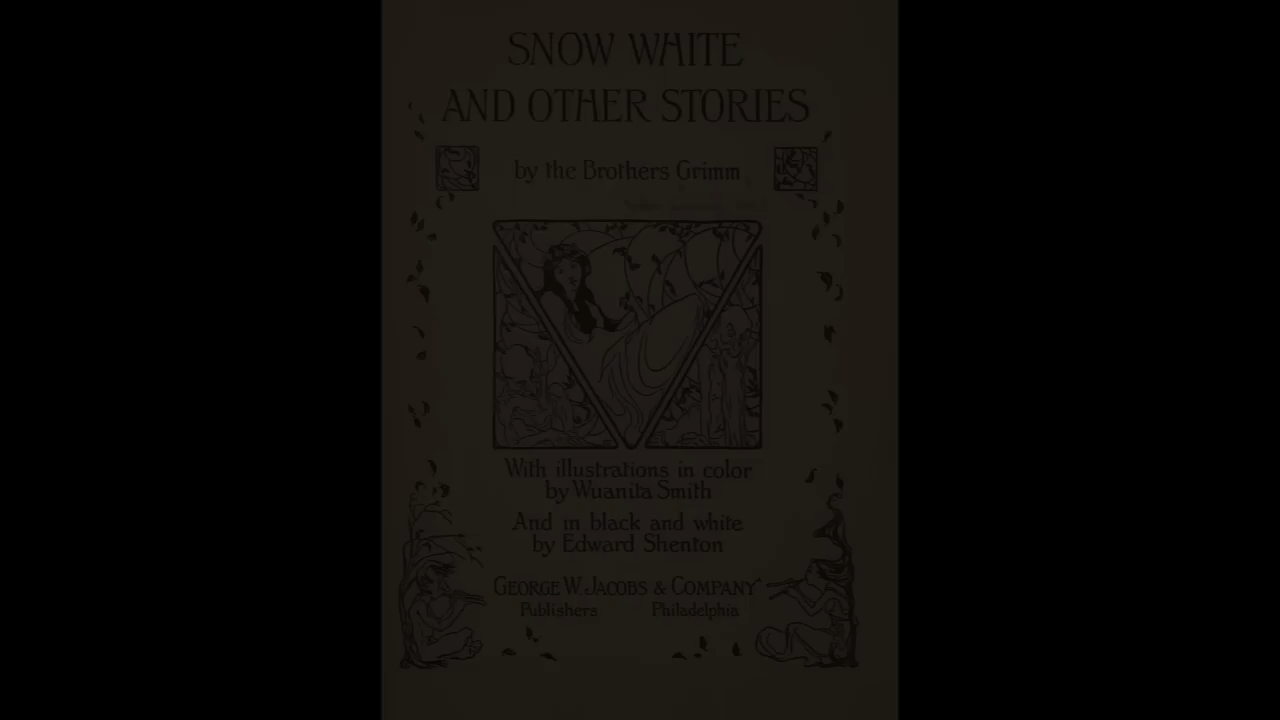 SNOW WHITE
AND OTHER STORIES
by the Brothers Grimm
With illustrations in color
by Wuanita Smith
And in black and white
by Edward Shenton
GEORGE W. JACOBS & COMPANY
Publishers Philadelphia